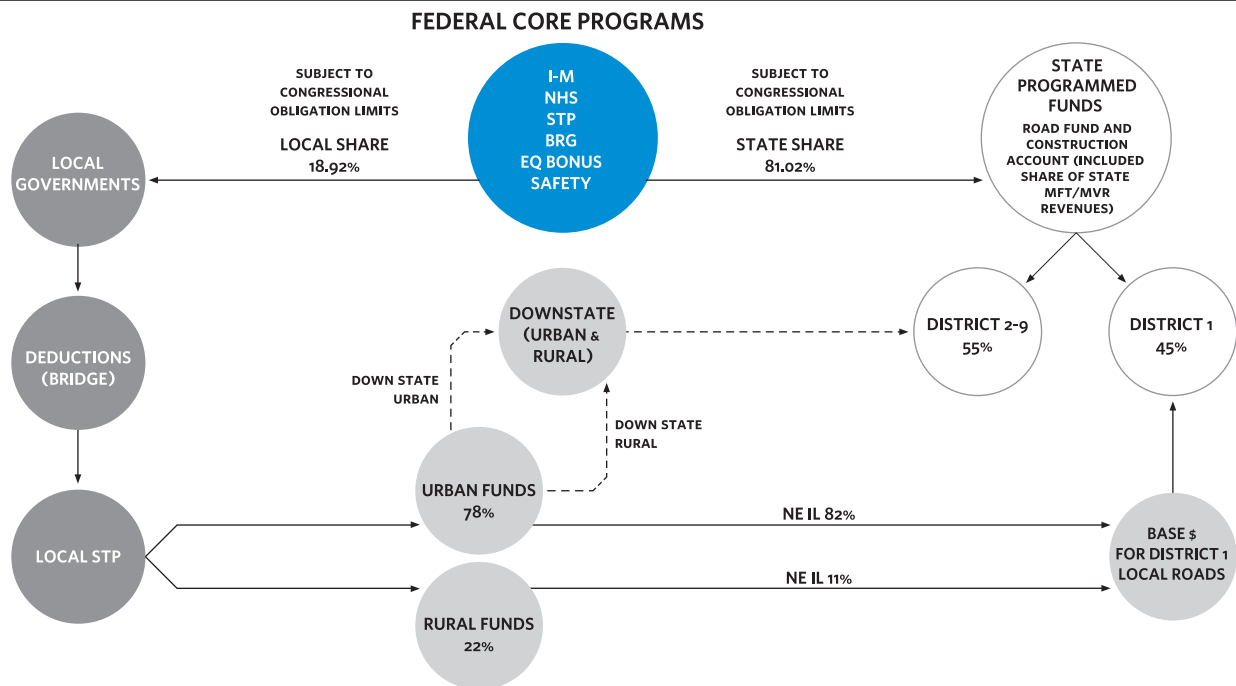 FEDERAL CORE PROGRAMS
SUBJECT TO
CONGRESSIONAL
OBLIGATION LIMITS
LOCAL SHARE
18.92%
I-M
NHS
STP
BRG
EQ BONUS
SAFETY
SUBJECT TO
CONGRESSIONAL
OBLIGATION LIMITS
STATE SHARE
81.02%
STATE
PROGRAMMED
FUNDS
ROAD FUND AND
CONSTRUCTION
ACCOUNT (INCLUDED
SHARE OF STATE
MFT/MVR
REVENUES)
LOCAL
GOVERNMENTS
DEDUCTIONS
(BRIDGE)
DOWNSTATE
(URBAN &
RURAL)
DISTRICT 2-9
55%
DISTRICT 1
45%
DOWN STATE
URBAN
DOWN STATE
RURAL
LOCAL STP
URBAN FUNDS
78%
NE IL 82%
BASE $
FOR DISTRICT 1
LOCAL ROADS
NE IL 11%
RURAL FUNDS
22%